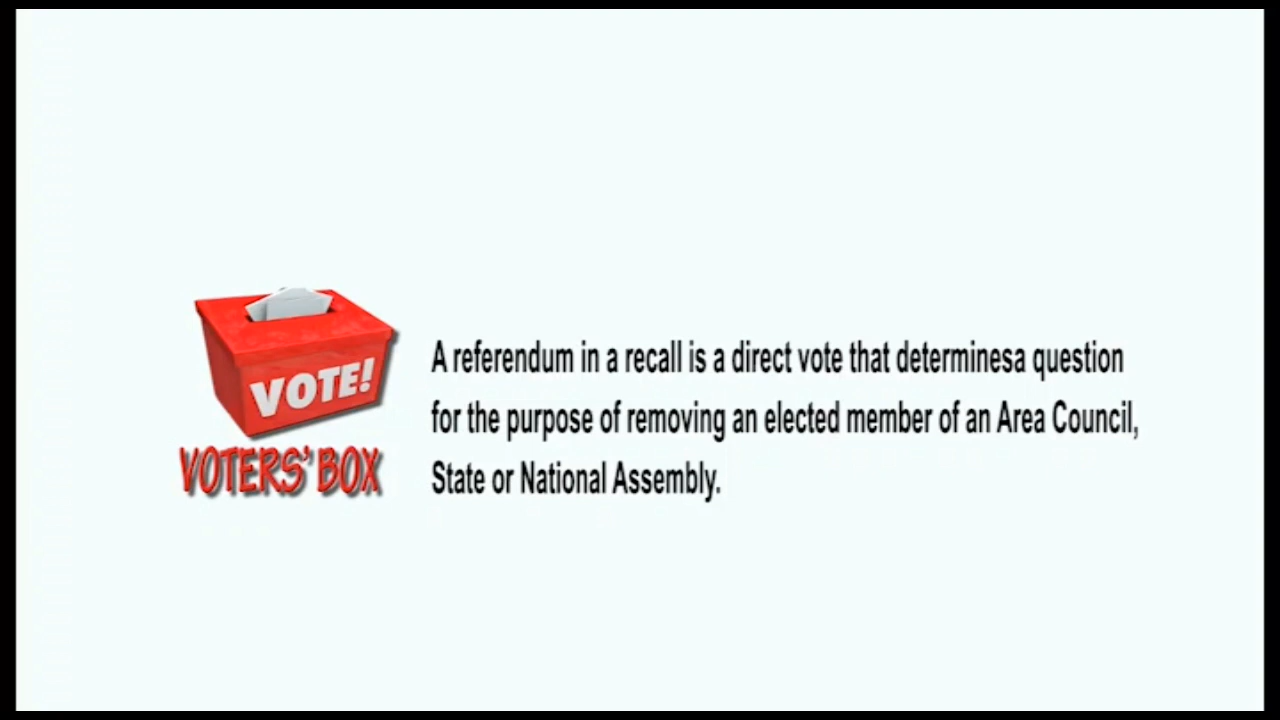 VOTE!
VOTERS' BOX
A referendum in a recall is a direct vote that determinesa question
for the purpose of removing an elected member of an Area Council,
State or National Assembly.